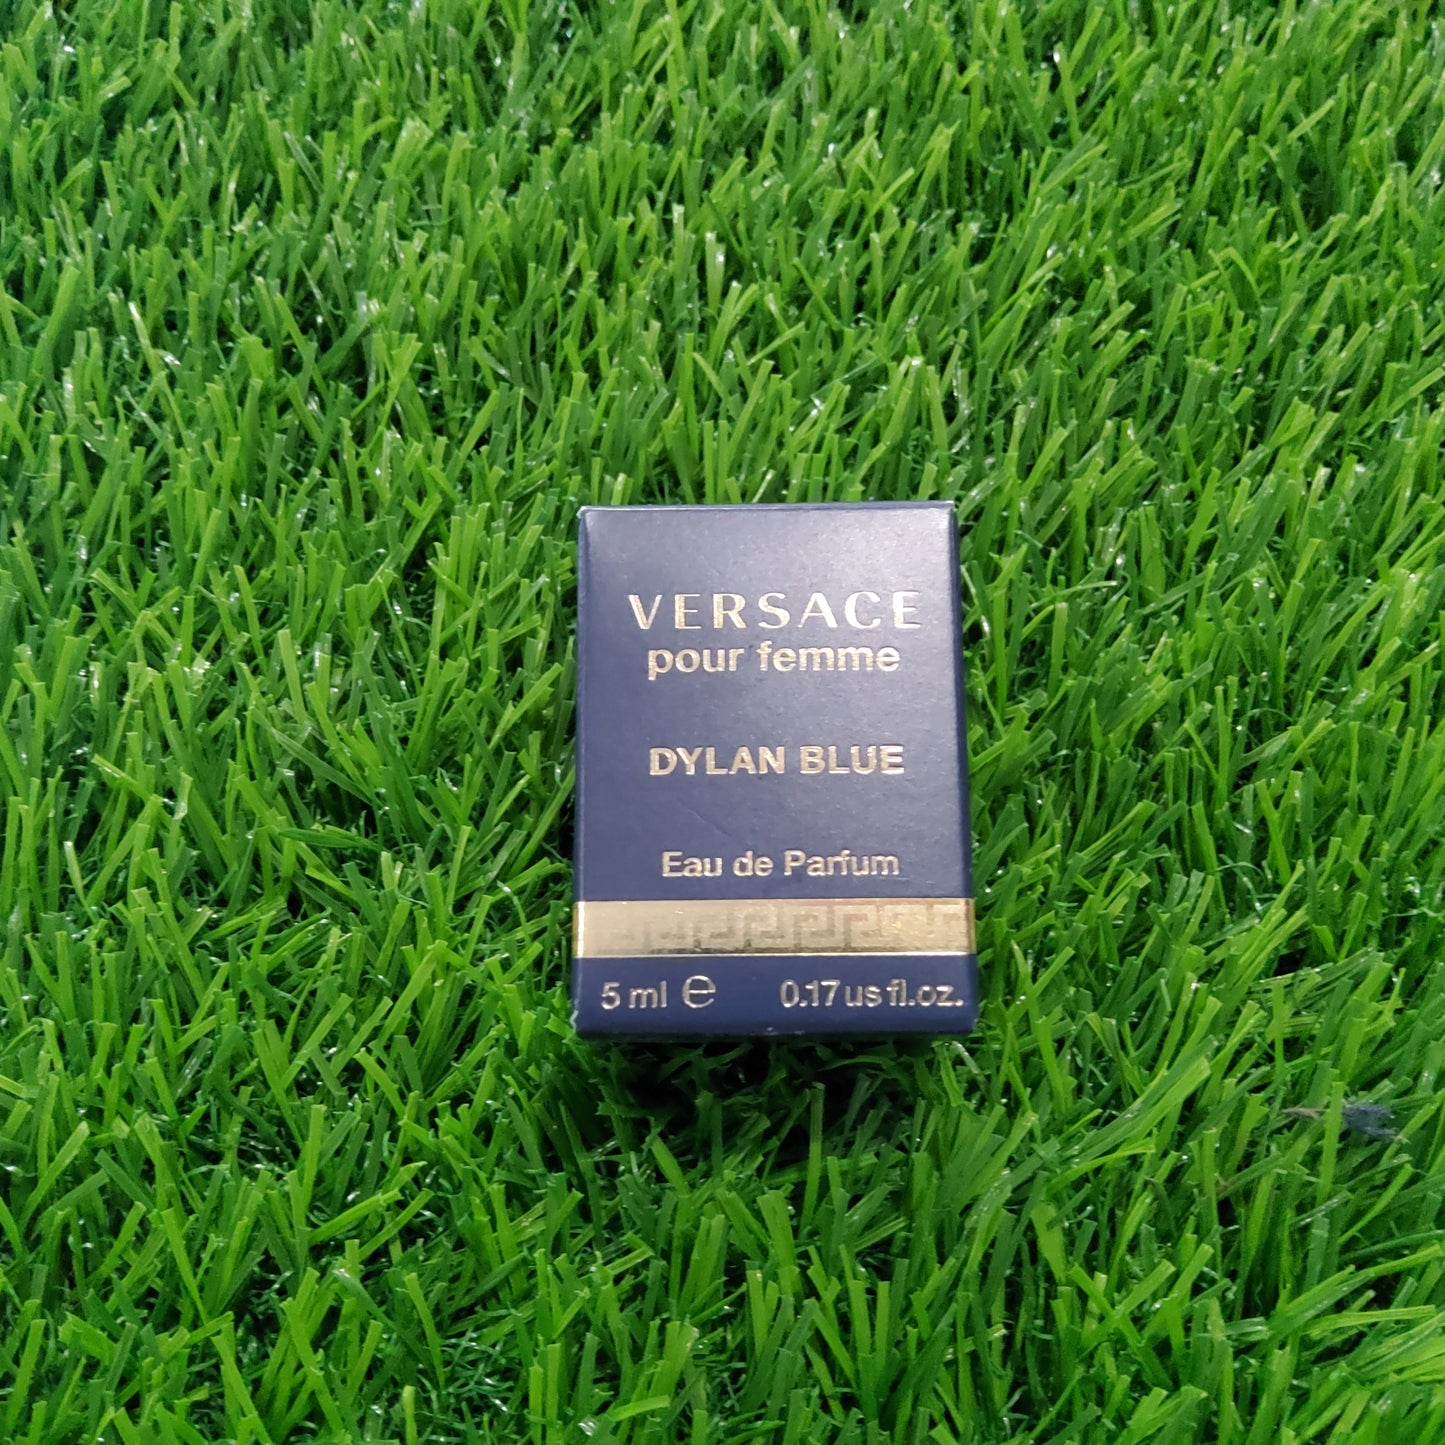 VERSACE
pour femme
DYLAN BLUE
Eau de Parfum
5 ml ℮ 0.17 us fl.oz.